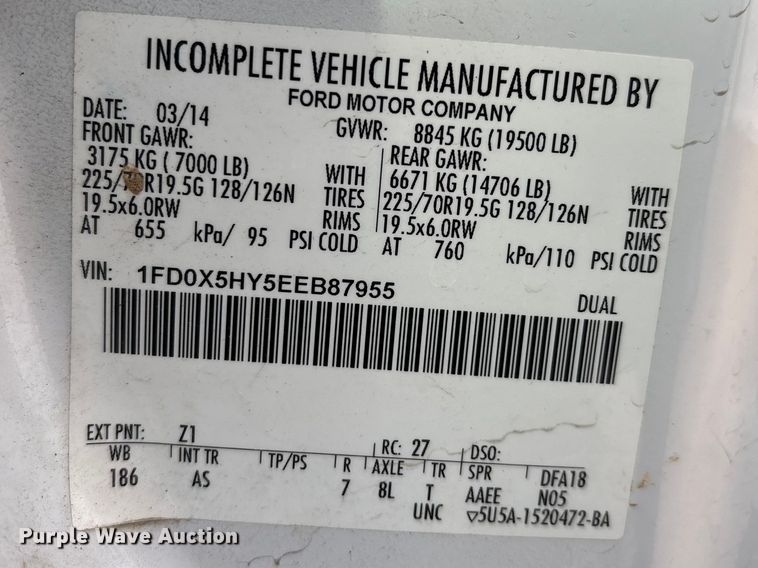 INCOMPLETE VEHICLE MANUFACTURED BY
FORD MOTOR COMPANY
DATE: 03/14 GVWR: 8845 KG (19500 LB)
FRONT GAWR: REAR GAWR:
3175 KG ( 7000 LB) WITH 6671 KG (14706 LB) WITH
225/70R19.5G 128/126N TIRES 225/70R19.5G 128/126N TIRES
19.5x6.0RW RIMS 19.5x6.0RW RIMS
AT 655 kPa/ 95 PSI COLD AT 760 kPa/110 PSI COLD
VIN: 1FD0X5HY5EEB87955
DUAL
EXT PNT: Z1 RC: 27 DSO:
WB INT TR TP/PS R AXLE TR SPR DFA18
186 AS 7 8L T AAEE N05
UNC ▽5U5A-1520472-BA
Purple Wave Auction